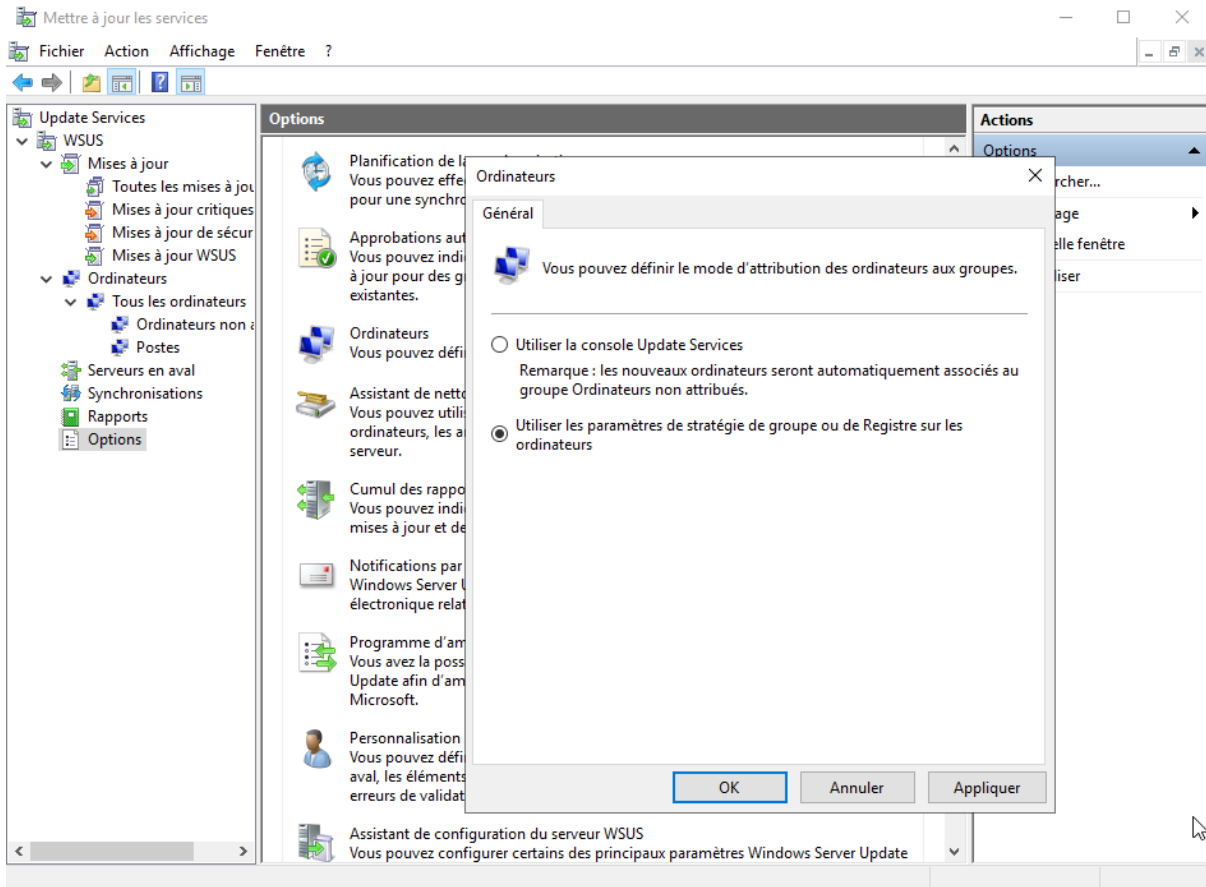 Mettre à jour les services
Fichier Action Affichage Fenêtre ?
Update Services
WSUS
Mises à jour
Toutes les mises à jou
Mises à jour critiques
Mises à jour de sécur
Mises à jour WSUS
Ordinateurs
Tous les ordinateurs
Ordinateurs non a
Postes
Serveurs en aval
Synchronisations
Rapports
Options
Options
Planification de la
Vous pouvez effe
pour une synchro
Approbations aut
Vous pouvez indi
à jour pour des g
existantes.
Ordinateurs
Vous pouvez défi
Assistant de netto
Vous pouvez utilis
ordinateurs, les a
serveur.
Cumul des rappo
Vous pouvez indi
mises à jour et de
Notifications par
Windows Server U
électronique relat
Programme d'am
Vous avez la poss
Update afin d'am
Microsoft.
Personnalisation
Vous pouvez défi
aval, les éléments
erreurs de validat
Assistant de configuration du serveur WSUS
Vous pouvez configurer certains des principaux paramètres Windows Server Update
Ordinateurs
Général
Vous pouvez définir le mode d'attribution des ordinateurs aux groupes.
Utiliser la console Update Services
Remarque : les nouveaux ordinateurs seront automatiquement associés au
groupe Ordinateurs non attribués.
Utiliser les paramètres de stratégie de groupe ou de Registre sur les
ordinateurs
OK Annuler Appliquer
Actions
Options
rcher...
age
elle fenêtre
liser